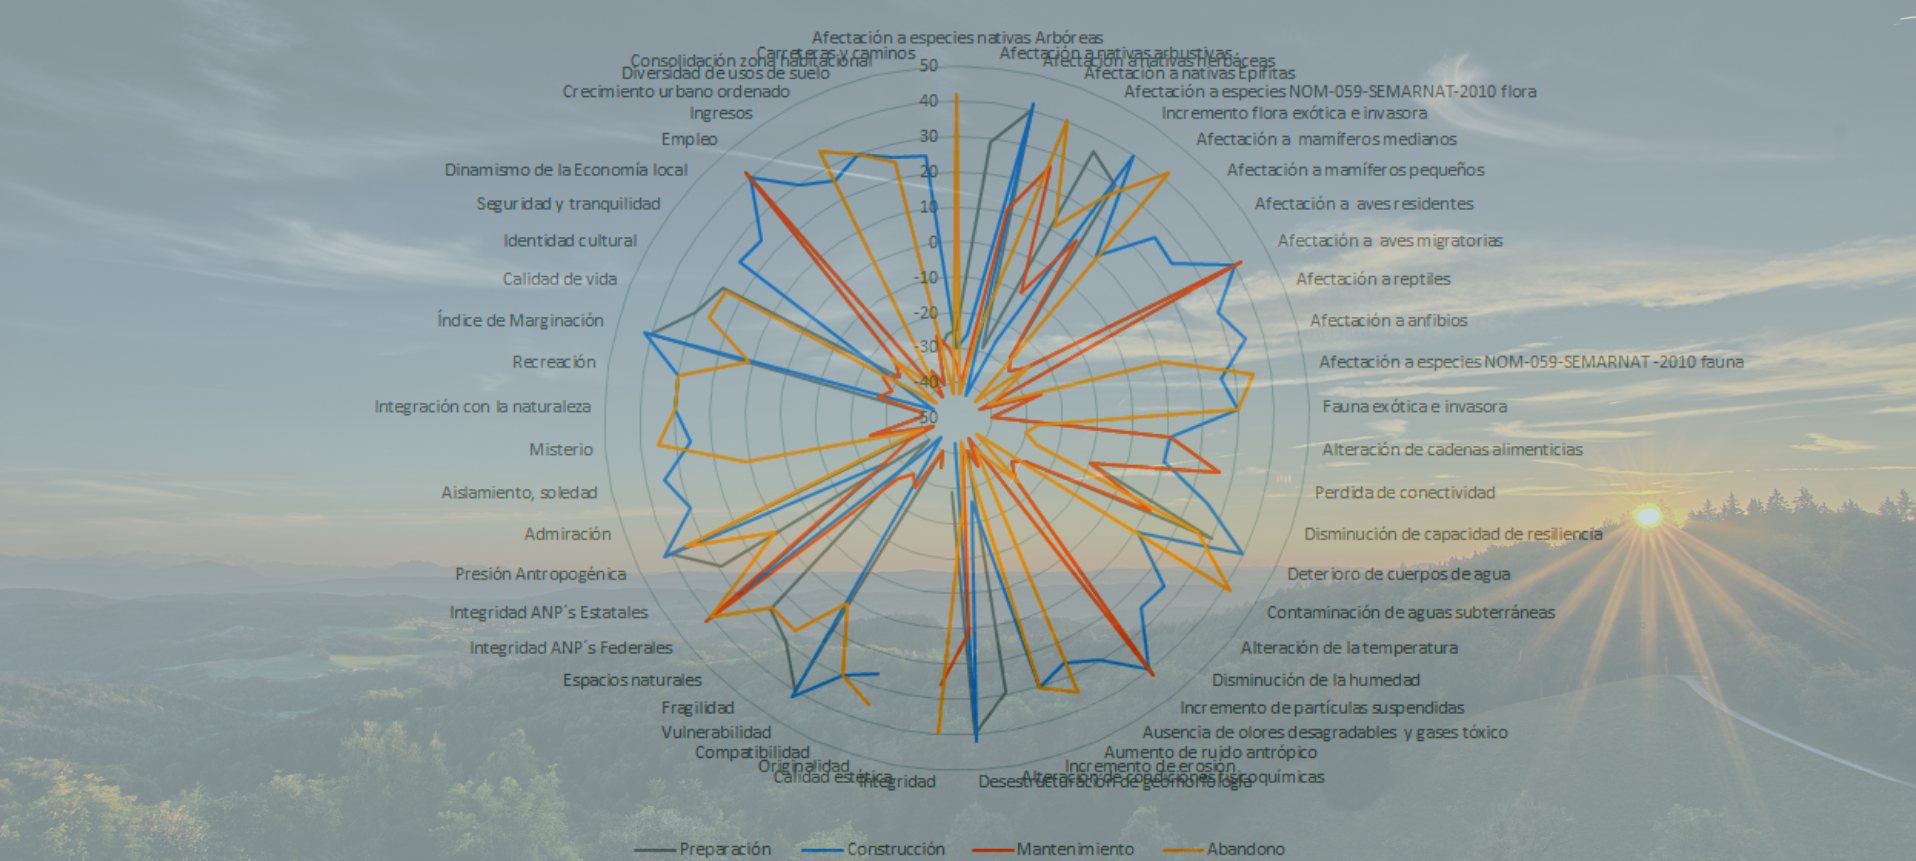 Afectación a especies nativas Arbóreas
Afectación a nativas arbustivas
Afectación a nativas herbáceas
Afectación a nativas Epífitas
Afectación a especies NOM-059-SEMARNAT-2010 flora
Incremento flora exótica e invasora
Afectación a mamíferos medianos
Afectación a mamíferos pequeños
Afectación a aves residentes
Afectación a aves migratorias
Afectación a reptiles
Afectación a anfibios
Afectación a especies NOM-059-SEMARNAT -2010 fauna
Fauna exótica e invasora
Alteración de cadenas alimenticias
Perdida de conectividad
Disminución de capacidad de resiliencia
Deterioro de cuerpos de agua
Contaminación de aguas subterráneas
Alteración de la temperatura
Disminución de la humedad
Incremento de partículas suspendidas
Ausencia de olores desagradables y gases tóxico
Aumento de ruido antrópico
Incremento de erosión
Alteración de condiciones fisicoquímicas
Desestructuración de geomorfología
Integridad
Calidad estética
Originalidad
Compatibilidad
Vulnerabilidad
Fragilidad
Espacios naturales
Integridad ANP´s Federales
Integridad ANP´s Estatales
Presión Antropogénica
Admiración
Aislamiento, soledad
Misterio
Integración con la naturaleza
Recreación
Índice de Marginación
Calidad de vida
Identidad cultural
Seguridad y tranquilidad
Dinamismo de la Economía local
Empleo
Ingresos
Crecimiento urbano ordenado
Diversidad de usos de suelo
Consolidación zona habitacional
Carreteras y caminos
50
40
30
20
10
0
-10
-20
-30
-40
-50
Preparación
Construcción
Mantenimiento
Abandono